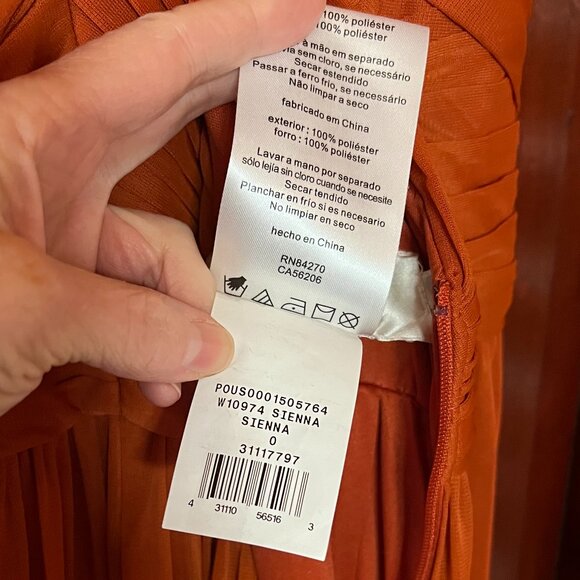 100% poliéster
100% poliéster
à mão em separado
sem cloro, se necessário
Secar estendido
Passar a ferro frio, se necessário
Não limpar a seco
fabricado em China
exterior : 100% poliéster
forro : 100% poliéster
Lavar a mano por separado
sólo lejía sin cloro cuando se necesite
Secar tendido
Planchar en frío si es necesario
No limpiar en seco
hecho en China
RN84270
CA56206
POUS0001505764
W10974 SIENNA
SIENNA
0
31117797
4 31110 56516 3